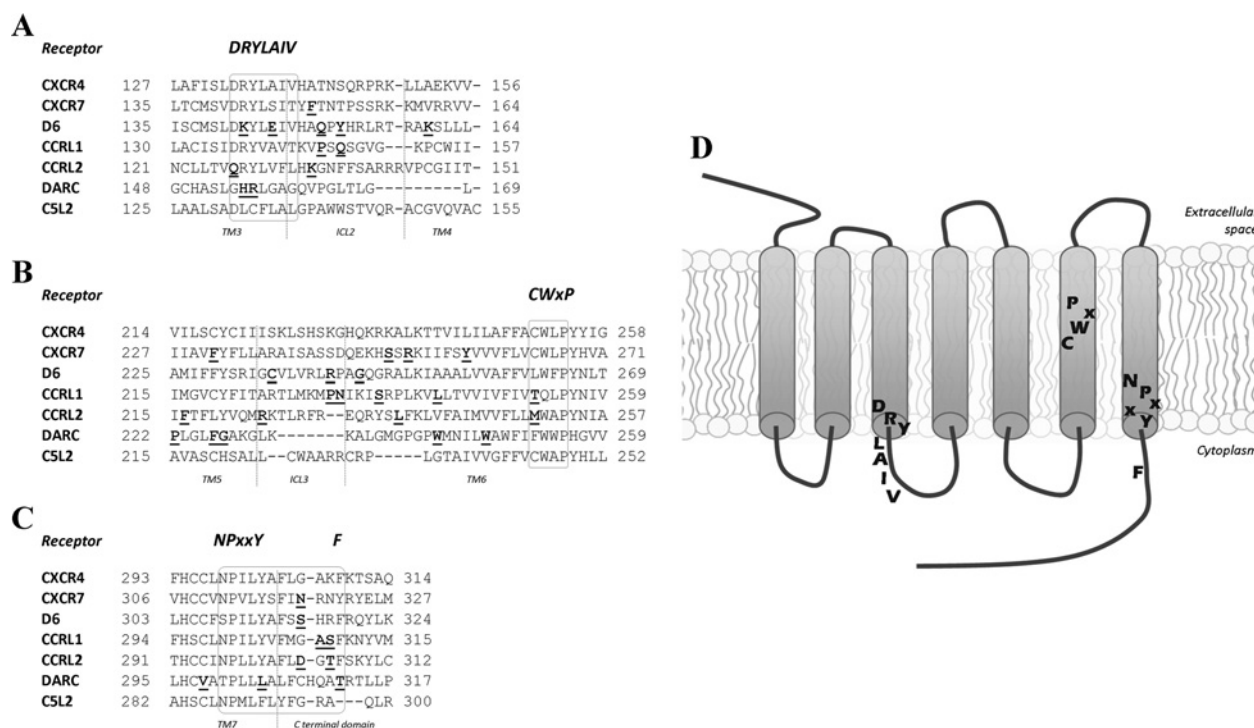 A
Receptor DRYLAIV
CXCR4 127 LAFISLDRYLAIVHATNSQRPRK-LLAEKVV- 156
CXCR7 135 LTCMSVDRYLSITYFTNTPSSRK-KMVRRVV- 164
D6 135 ISCMSLDKYLEIVHAQPYHRLRT-RAKSLLL- 164
CCRL1 130 LACISIDRYVAVTKVPSQSGVG--KPCWII- 157
CCRL2 121 NCLLTVQRYLVFLHKGNFFSARRRVPCGIIT- 151
DARC 148 GCHASLGHRLGAGQVPGLTLG---------L- 169
C5L2 125 LAALSADLCFLALGPAWWSTVQR-ACGVQVAC 155
TM3 ICL2 TM4
B
Receptor CWxP
CXCR4 214 VILSCYCIIISKLSHSKGHQKRKALKTTVILILAFFACWLPYYIG 258
CXCR7 227 IIAVFYFLLARAISASSDQEKHSSRKIIFSYVVVFLVCWLPYHVA 271
D6 225 AMIFFYSRIGCVLVRLRPAGQGRALKIAAALVVAFFVLWFPYNLT 269
CCRL1 215 IMGVCYFITARTLMKMPNIKISRPLKVLLTVVIVFIVTQLPYNIV 259
CCRL2 215 IFTFLYVQMRKTLRFR--EQRYSLFKLVFAIMVVFLLMWAPYNIA 257
DARC 222 PLGLFGAKGLK-------KALGMGPGPWMNILWAWFIFWWPHGVV 259
C5L2 215 AVASCHSALL--CWAARRCRP-----LGTAIVVGFFVCWAPYHLL 252
TM5 ICL3 TM6
C
Receptor NPxxY F
CXCR4 293 FHCCLNPILYAFLG-AKFKTSAQ 314
CXCR7 306 VHCCVNPVLYSFIN-RNYRYELM 327
D6 303 LHCCFSPILYAFSS-HRFRQYLK 324
CCRL1 294 FHSCLNPILYVFMG-ASFKNYVM 315
CCRL2 291 THCCINPLLYAFLD-GTFSKYLC 312
DARC 295 LHCVATPLLLALFCHQATRTLLP 317
C5L2 282 AHSCLNPMLFLYFG-RA---QLR 300
TM7 C terminal domain
D
Extracellular
space
P
x
W
C
N
P
x
x
Y
D
R
Y
Cytoplasm
L
A
I
V
F